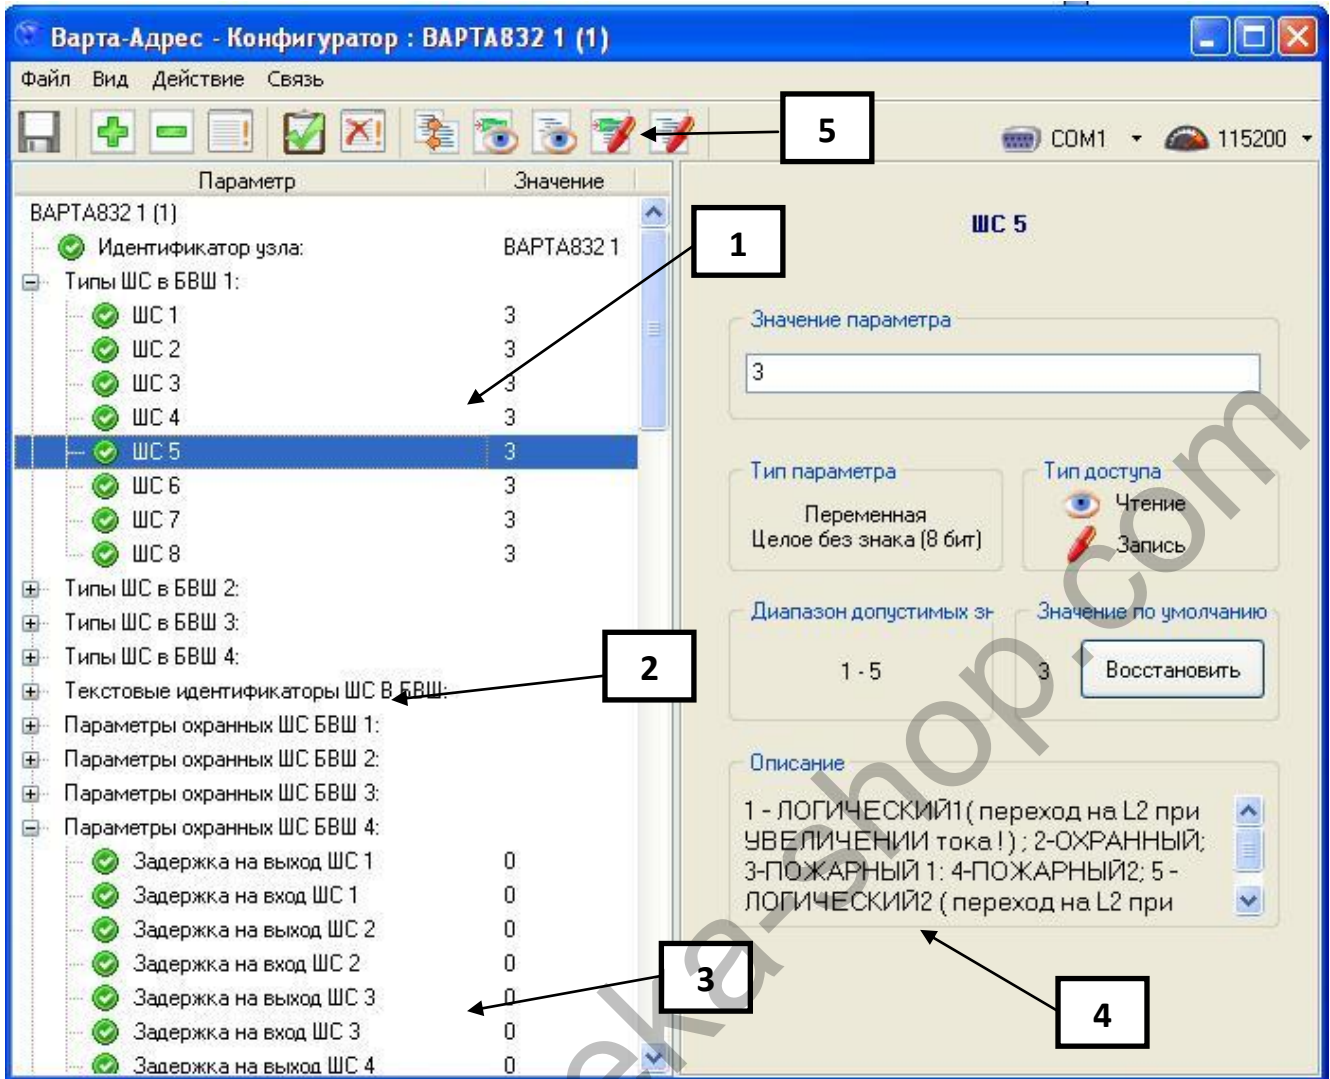 Варта-Адрес - Конфигуратор : ВАРТА832 1 (1)
Файл Вид Действие Связь
5
COM1 115200
Параметр Значение
ВАРТА832 1 (1)
Идентификатор узла: ВАРТА832 1
Типы ШС в БВШ 1:
ШС 1 3
ШС 2 3
ШС 3 3
ШС 4 3
ШС 5 3
ШС 6 3
ШС 7 3
ШС 8 3
Типы ШС в БВШ 2:
Типы ШС в БВШ 3:
Типы ШС в БВШ 4:
Текстовые идентификаторы ШС В БВШ:
Параметры охранных ШС БВШ 1:
Параметры охранных ШС БВШ 2:
Параметры охранных ШС БВШ 3:
Параметры охранных ШС БВШ 4:
Задержка на выход ШС 1 0
Задержка на вход ШС 1 0
Задержка на выход ШС 2 0
Задержка на вход ШС 2 0
Задержка на выход ШС 3 0
Задержка на вход ШС 3 0
Задержка на выход ШС 4 0
1
2
3
ШС 5
Значение параметра
3
Тип параметра
Переменная
Целое без знака (8 бит)
Тип доступа
Чтение
Запись
Диапазон допустимых зн
1 - 5
Значение по умолчанию
3 Восстановить
Описание
1 - ЛОГИЧЕСКИЙ1 ( переход на L2 при
УВЕЛИЧЕНИИ тока!) ; 2-ОХРАННЫЙ;
3-ПОЖАРНЫЙ 1: 4-ПОЖАРНЫЙ2; 5 -
ЛОГИЧЕСКИЙ2 ( переход на L2 при
4
eka-shop.com